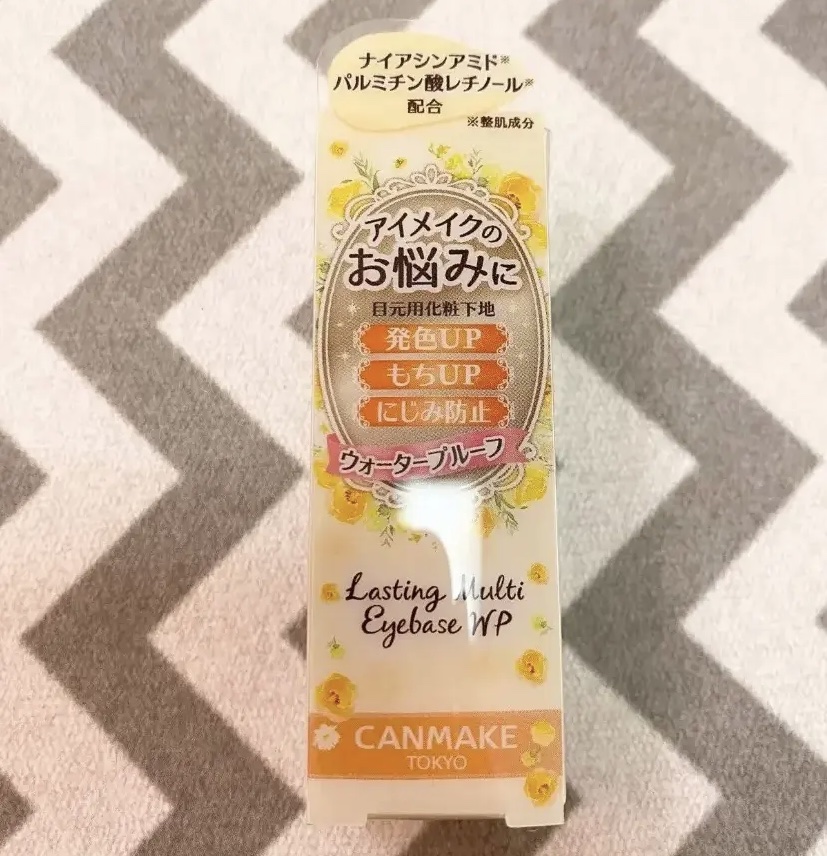 ナイアシンアミド※
パルミチン酸レチノール※
配合
※整肌成分
アイメイクの
お悩みに
目元用化粧下地
発色UP
もちUP
にじみ防止
ウォータープルーフ
Lasting Multi
Eyebase WP
CANMAKE
TOKYO